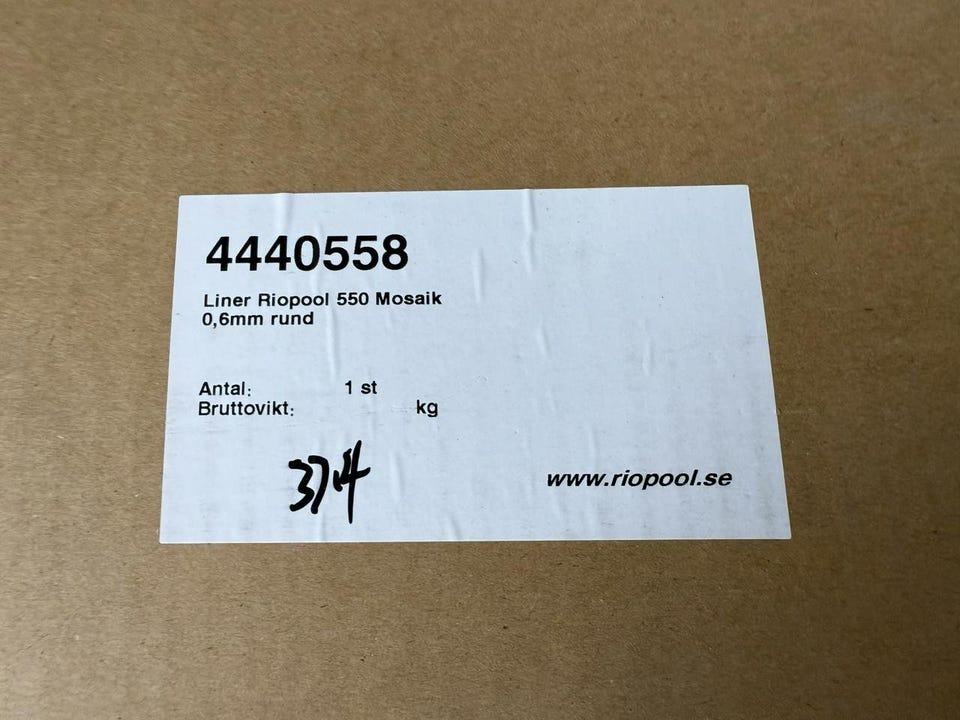 4440558
Liner Riopool 550 Mosaik
0,6mm rund
Antal: 1 st
Bruttovikt: kg
374
www.riopool.se